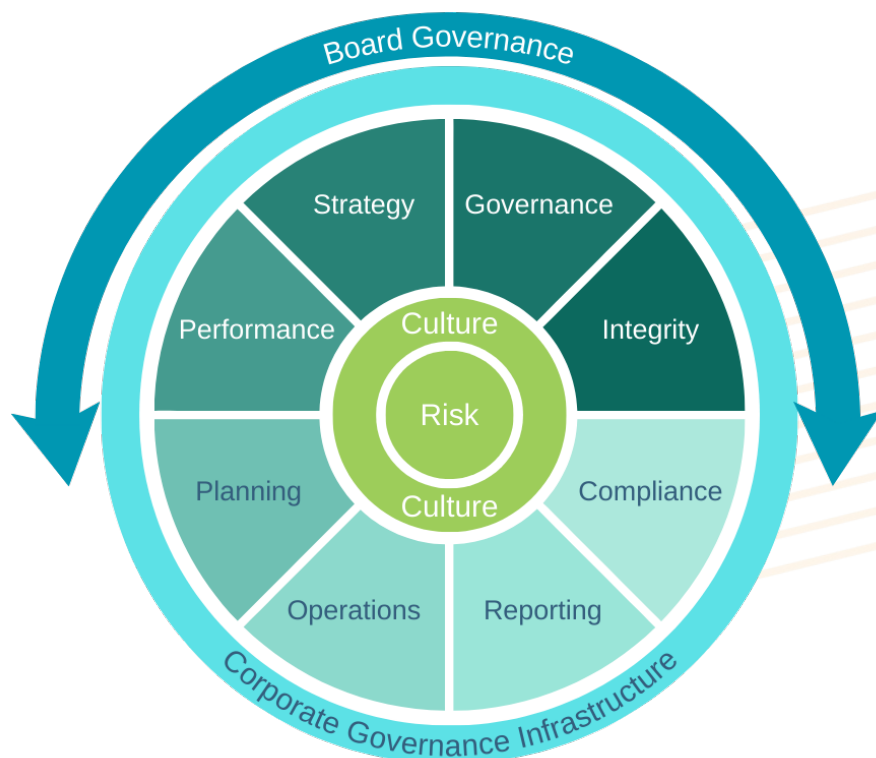 Board Governance
Strategy
Governance
Performance
Integrity
Culture
Risk
Culture
Planning
Compliance
Operations
Reporting
Corporate Governance Infrastructure